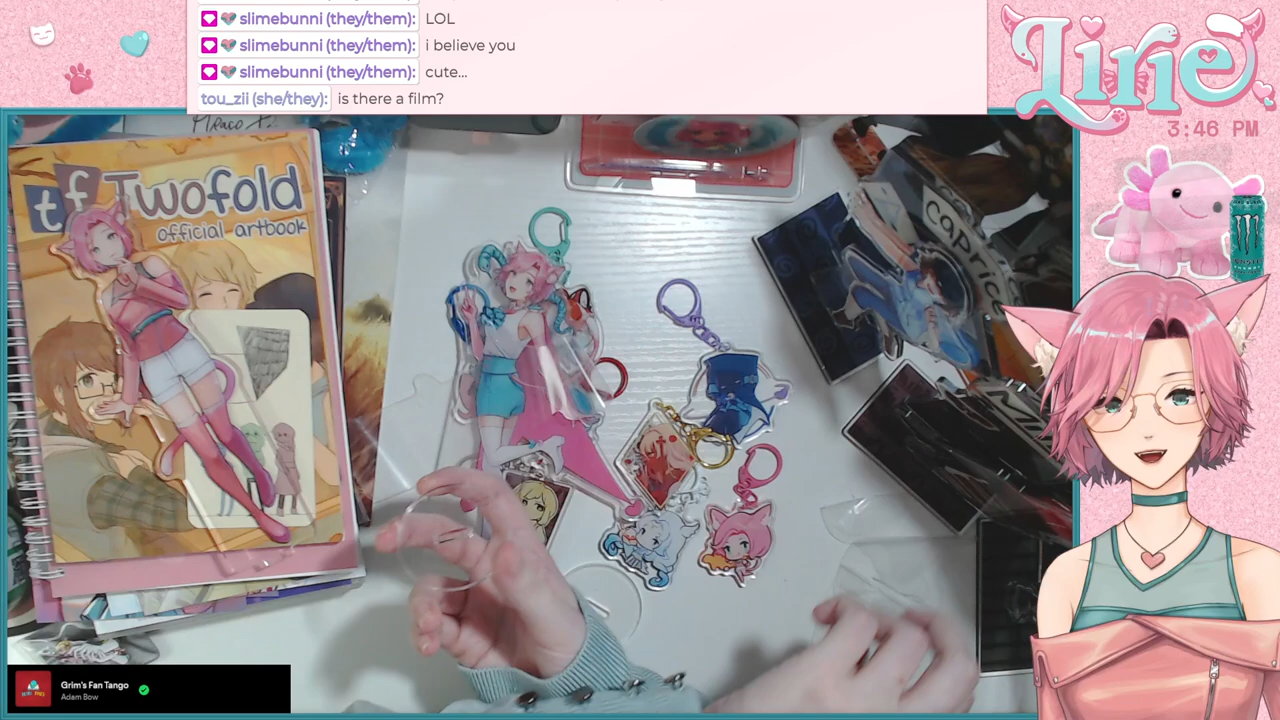 slimebunni (they/them): LOL
slimebunni (they/them): i believe you
slimebunni (they/them): cute...
tou_zii (she/they): is there a film?
Lirie
3:46 PM
tf Twofold
official artbook
Grim's Fan Tango
Adam Bow